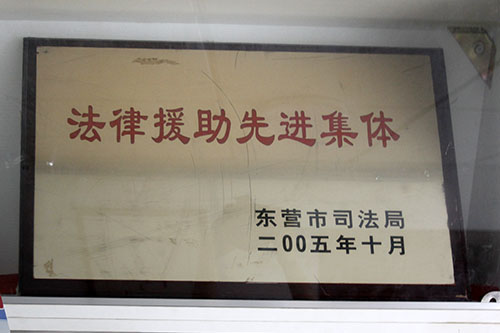 法律援助先进集体
东营市司法局
二00五年十月